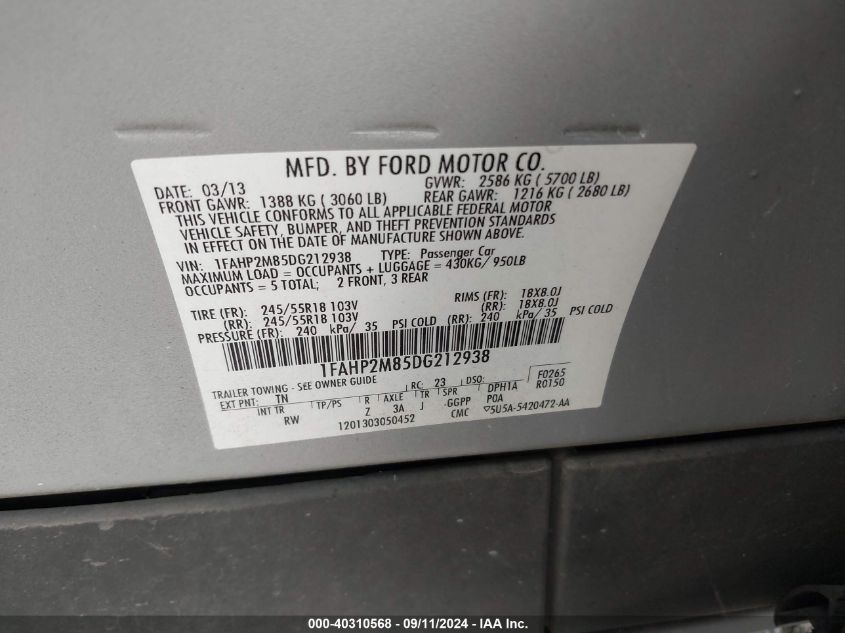 MFD. BY FORD MOTOR CO.
DATE: 03/13 GVWR: 2586 KG ( 5700 LB)
FRONT GAWR: 1388 KG ( 3060 LB) REAR GAWR: 1216 KG ( 2680 LB)
THIS VEHICLE CONFORMS TO ALL APPLICABLE FEDERAL MOTOR
VEHICLE SAFETY, BUMPER, AND THEFT PREVENTION STANDARDS
IN EFFECT ON THE DATE OF MANUFACTURE SHOWN ABOVE.
VIN: 1FAHP2M85DG212938 TYPE: Passenger Car
MAXIMUM LOAD = OCCUPANTS + LUGGAGE = 430KG/ 950LB
OCCUPANTS = 5 TOTAL; 2 FRONT, 3 REAR
TIRE (FR): 245/55R18 103V RIMS (FR): 18X8.0J
(RR): 245/55R18 103V (RR): 18X8.0J
PRESSURE (FR): 240 kPa/ 35 PSI COLD (RR): 240 kPa/ 35 PSI COLD
1FAHP2M85DG212938
TRAILER TOWING - SEE OWNER GUIDE
EXT PNT: TN RC: 23 DSO: F0265
INT TR TP/PS R AXLE TR SPR DPH1A R0150
RW Z 3A J -GGPP POA
1201303050452 CMC ▽5U5A-5420472-AA
000-40310568 - 09/11/2024 - IAA Inc.